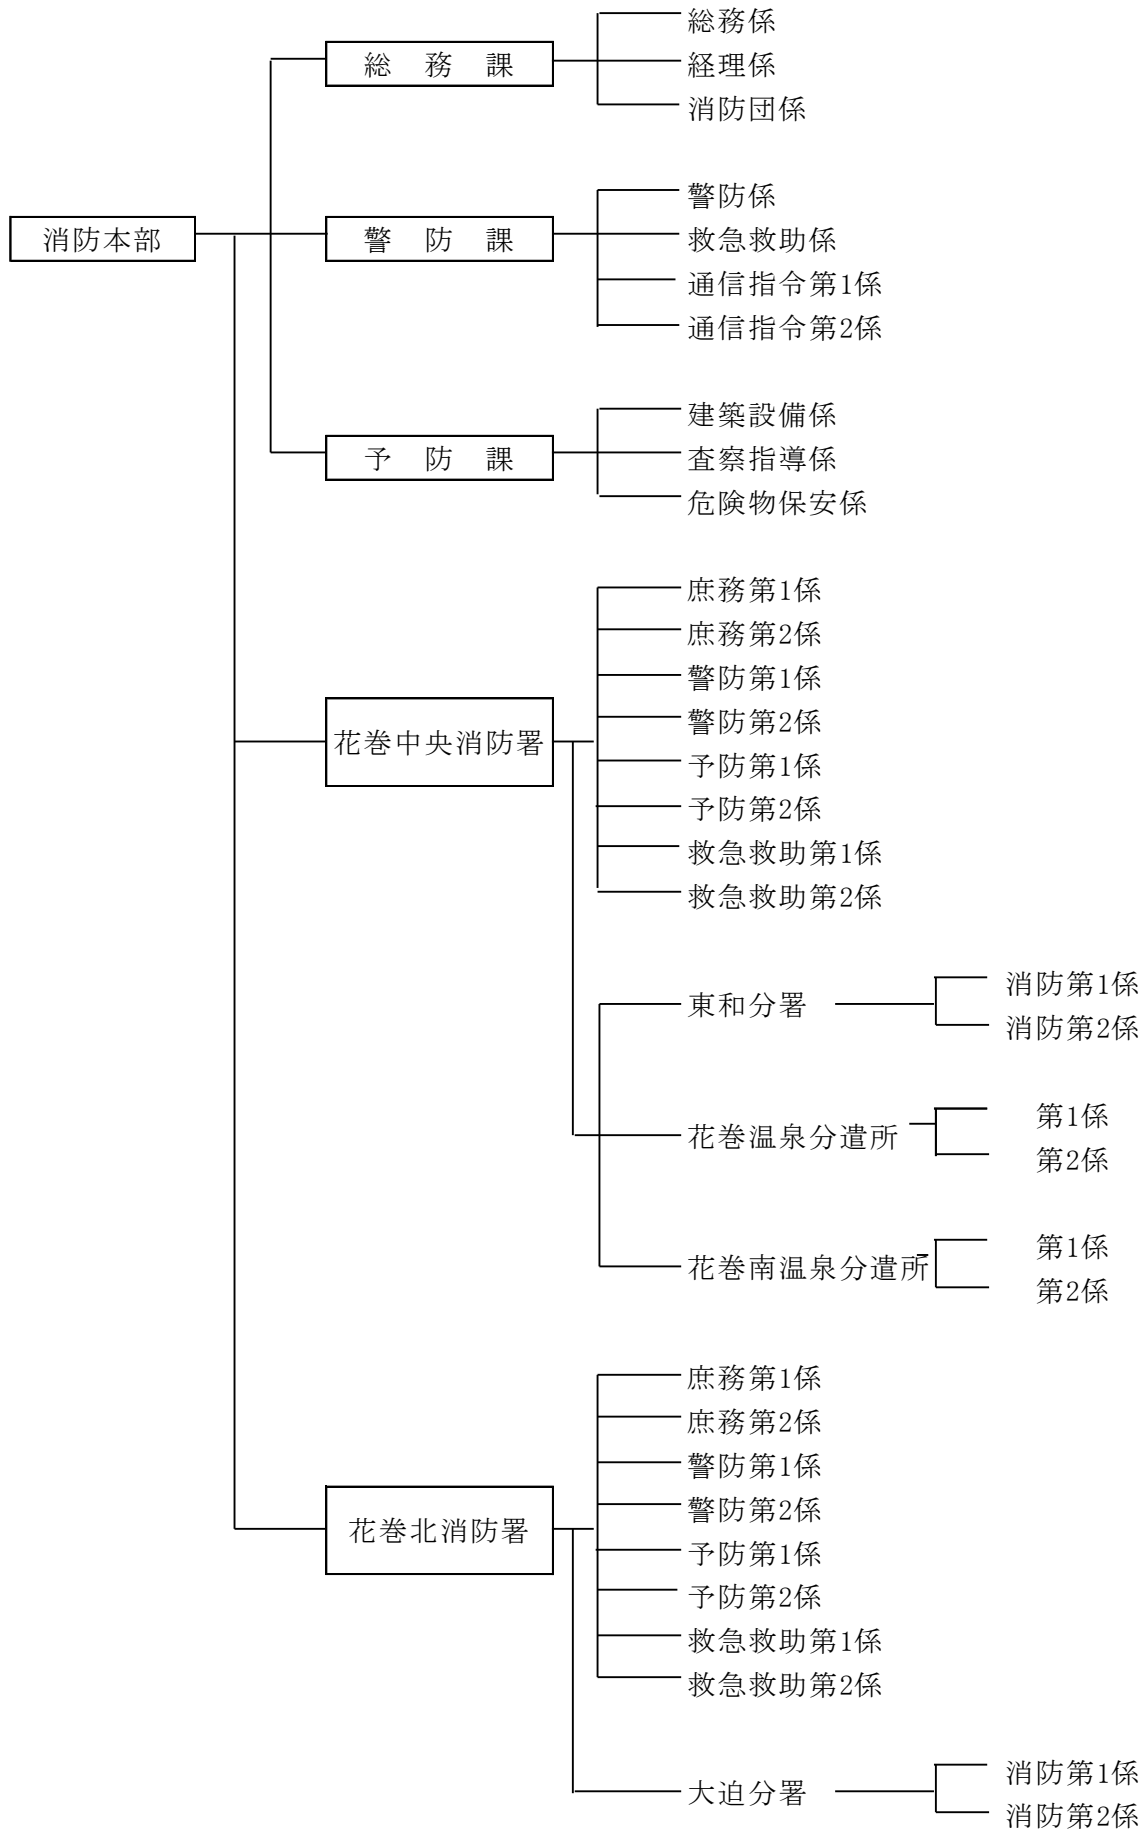 総務係
総　務　課
経理係
消防団係
警防係
消防本部
警　防　課
救急救助係
通信指令第1係
通信指令第2係
建築設備係
予　防　課
査察指導係
危険物保安係
庶務第1係
庶務第2係
警防第1係
警防第2係
花巻中央消防署
予防第1係
予防第2係
救急救助第1係
救急救助第2係
東和分署
消防第1係
消防第2係
花巻温泉分遣所
第1係
第2係
花巻南温泉分遣所
第1係
第2係
庶務第1係
庶務第2係
警防第1係
警防第2係
花巻北消防署
予防第1係
予防第2係
救急救助第1係
救急救助第2係
大迫分署
消防第1係
消防第2係